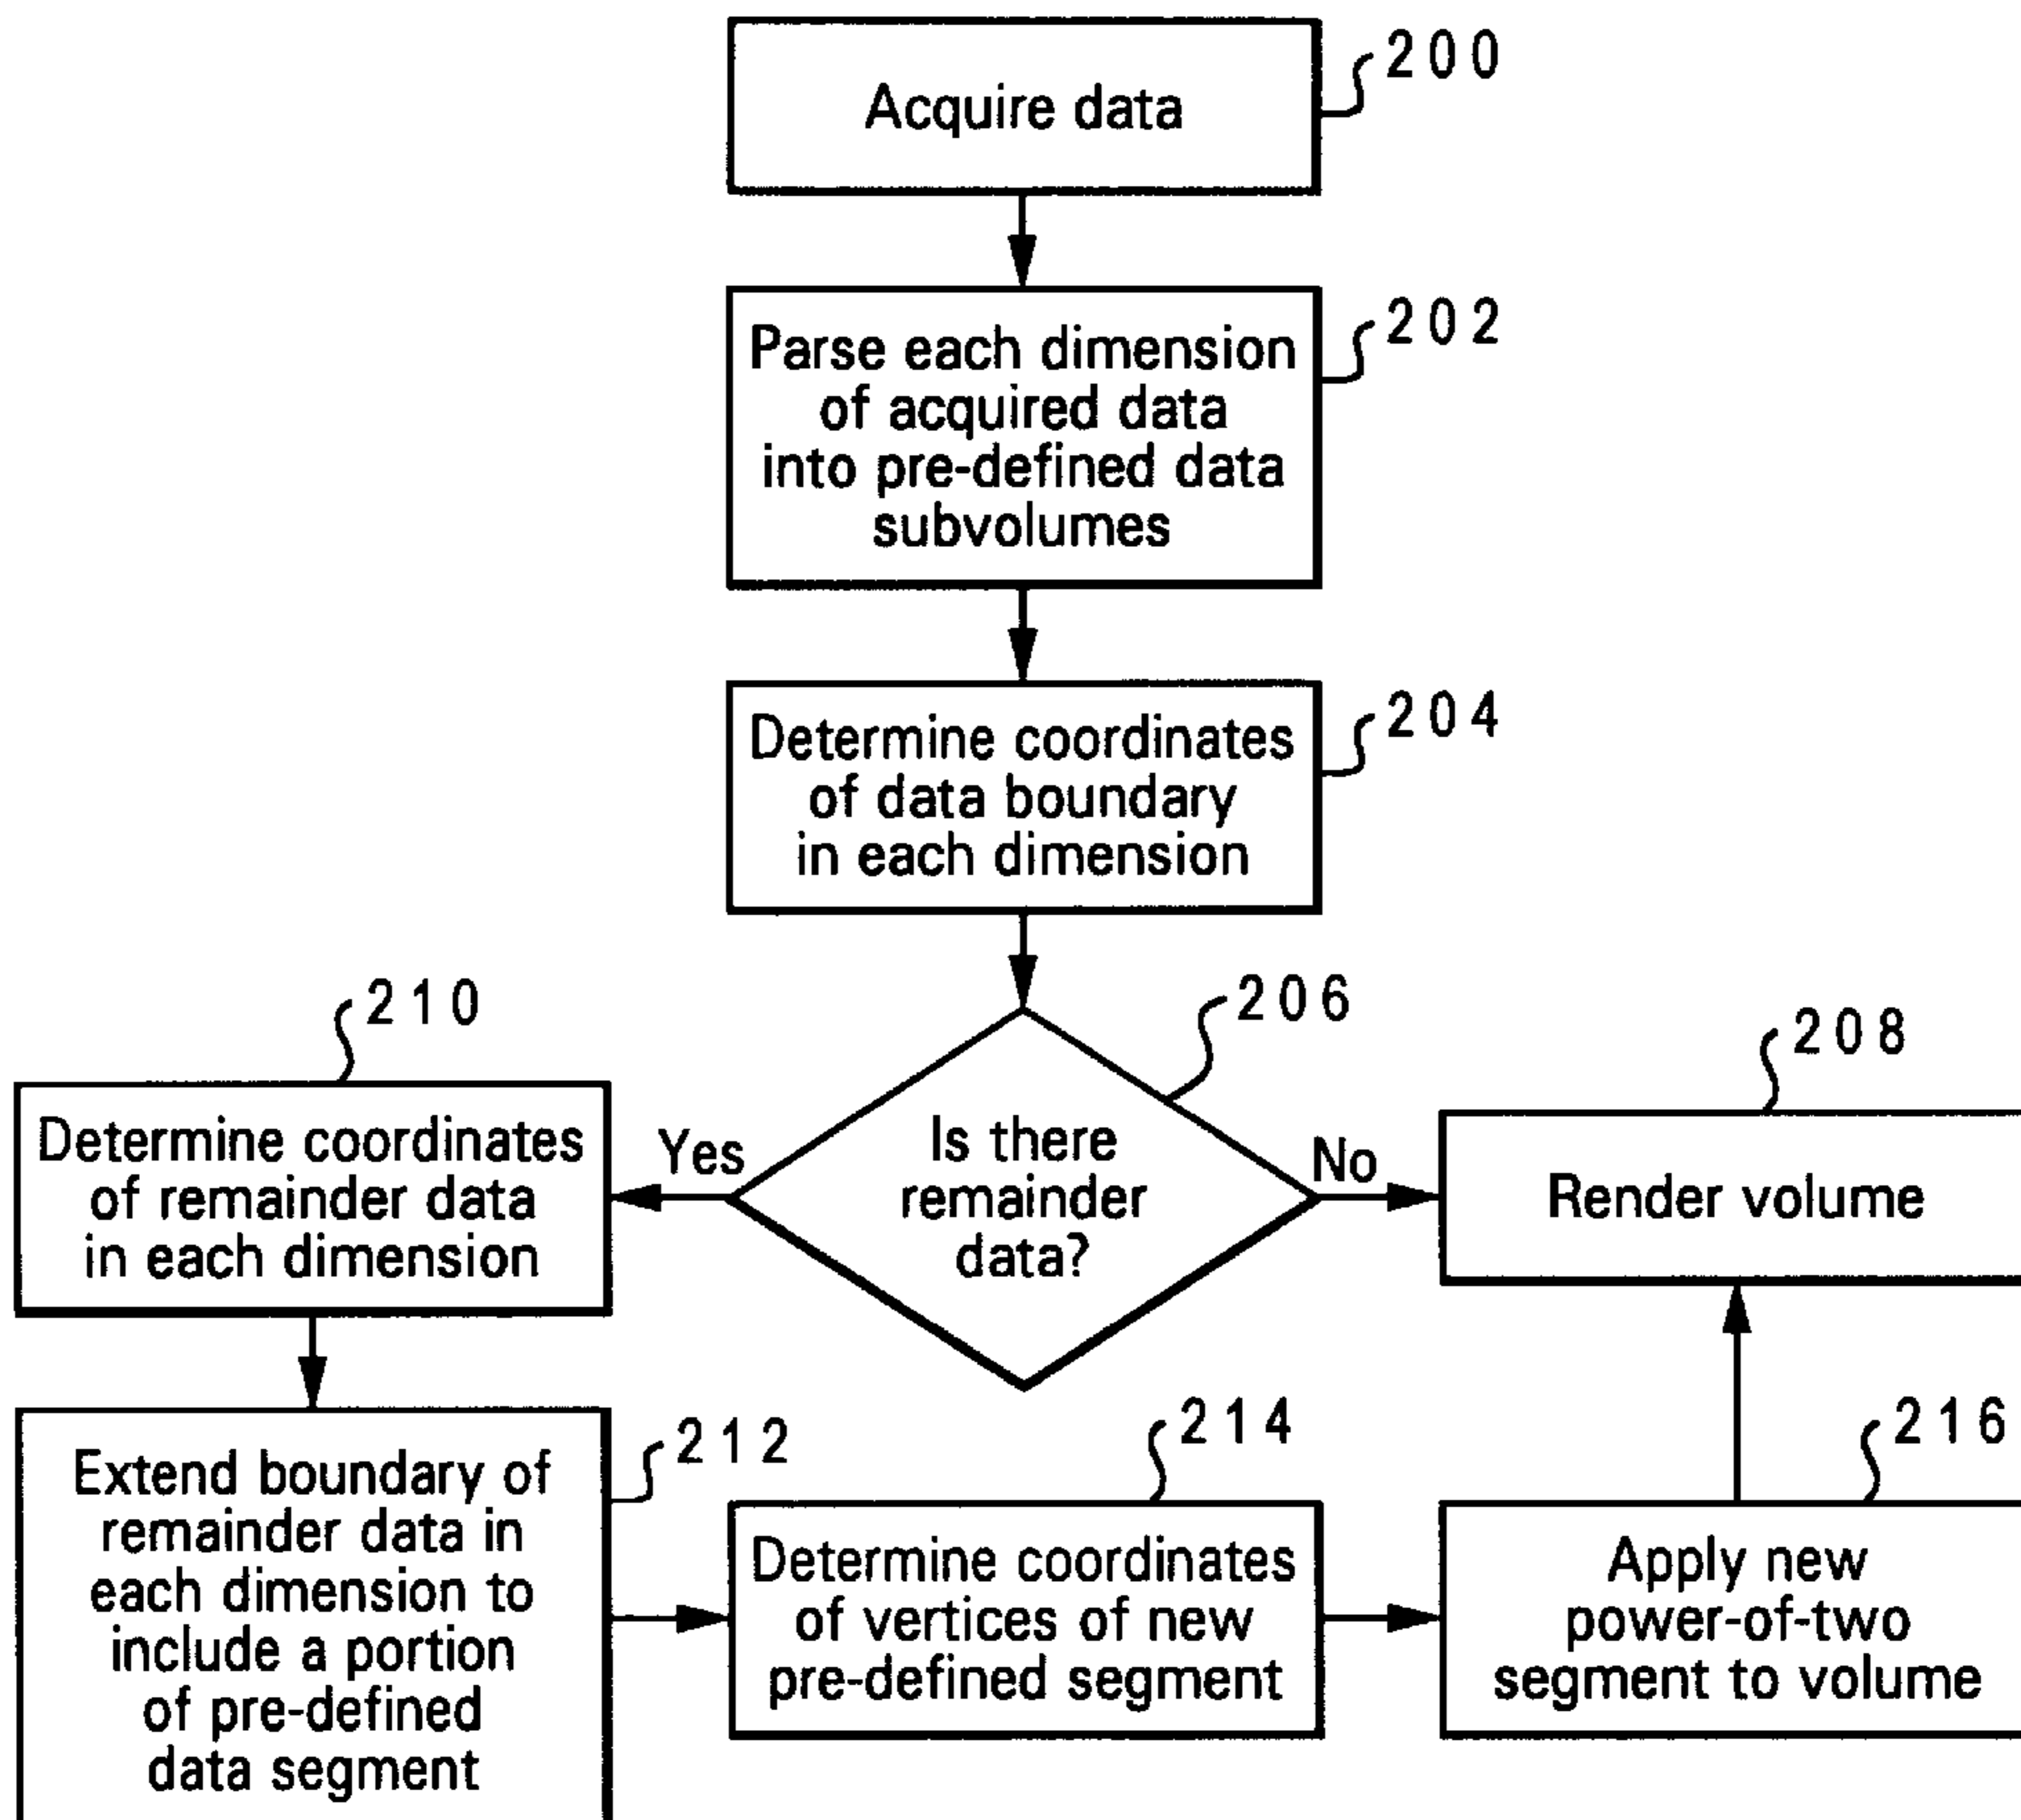 Acquire data
200
Parse each dimension
of acquired data
into pre-defined data
subvolumes
202
Determine coordinates
of data boundary
in each dimension
204
206
Is there
remainder
data?
Yes
No
208
Render volume
210
Determine coordinates
of remainder data
in each dimension
212
Extend boundary of
remainder data in
each dimension to
include a portion
of pre-defined
data segment
214
Determine coordinates
of vertices of new
pre-defined segment
216
Apply new
power-of-two
segment to volume